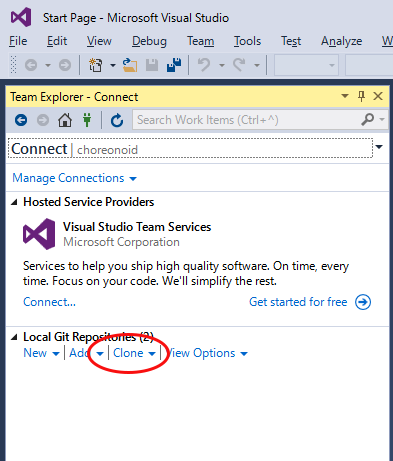 Start Page - Microsoft Visual Studio
File Edit View Debug Team Tools Test Analyze W
Team Explorer - Connect
Search Work Items (Ctrl+^)
Connect | choreonoid
Manage Connections
Hosted Service Providers
Visual Studio Team Services
Microsoft Corporation
Services to help you ship high quality software. On time, every
time. Focus on your code. We'll simplify the rest.
Connect... Get started for free
Local Git Repositories (2)
New | Add | Clone | View Options